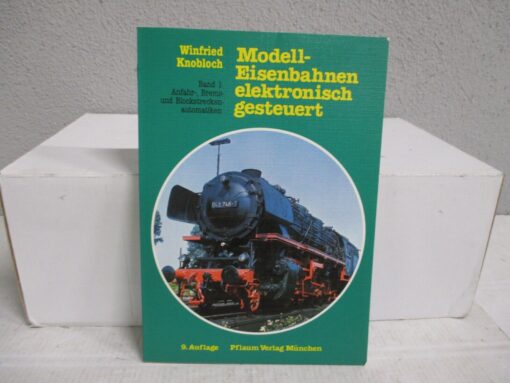 Winfried
Knobloch
Band 1
Anfahr-, Brems-
und Blockstrecken-
automatiken
Modell-
Eisenbahnen
elektronisch
gesteuert
9. Auflage Pflaum Verlag München